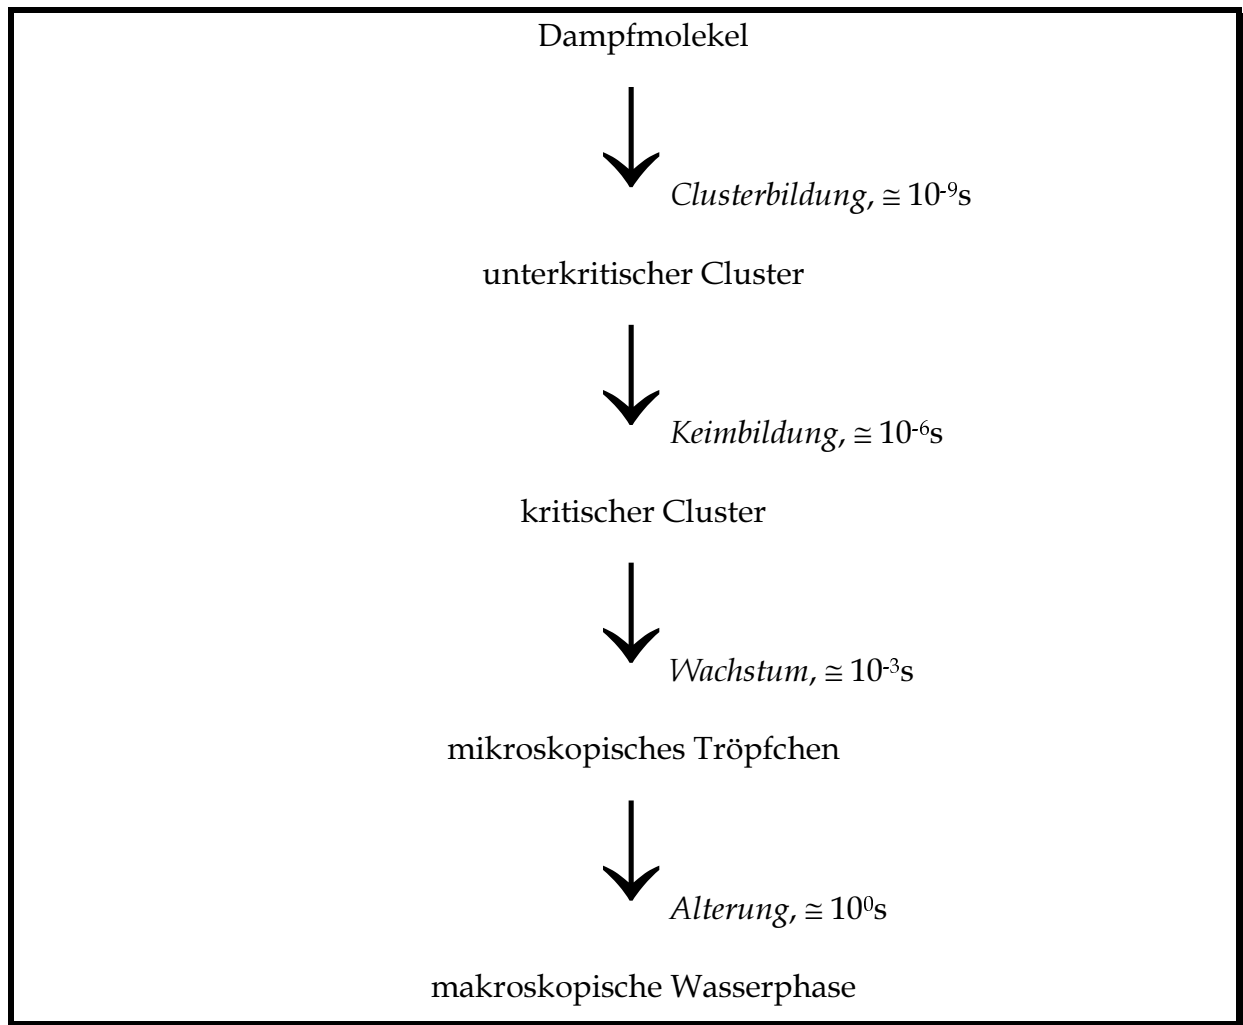 Dampfmolekel
Clusterbildung, ≅ 10⁻⁹s
unterkritischer Cluster
Keimbildung, ≅ 10⁻⁶s
kritischer Cluster
Wachstum, ≅ 10⁻³s
mikroskopisches Tröpfchen
Alterung, ≅ 10⁰s
makroskopische Wasserphase